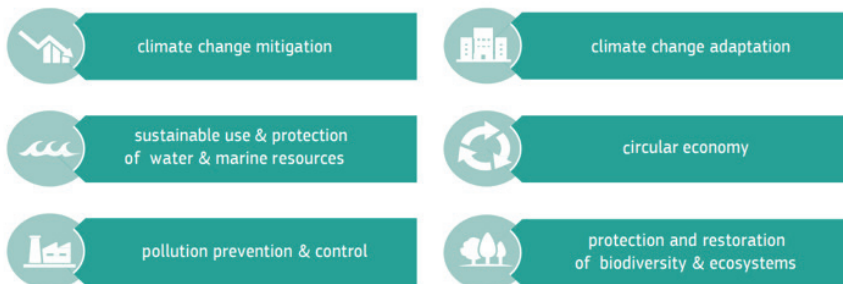 climate change mitigation
climate change adaptation
sustainable use & protection
of water & marine resources
circular economy
pollution prevention & control
protection and restoration
of biodiversity & ecosystems